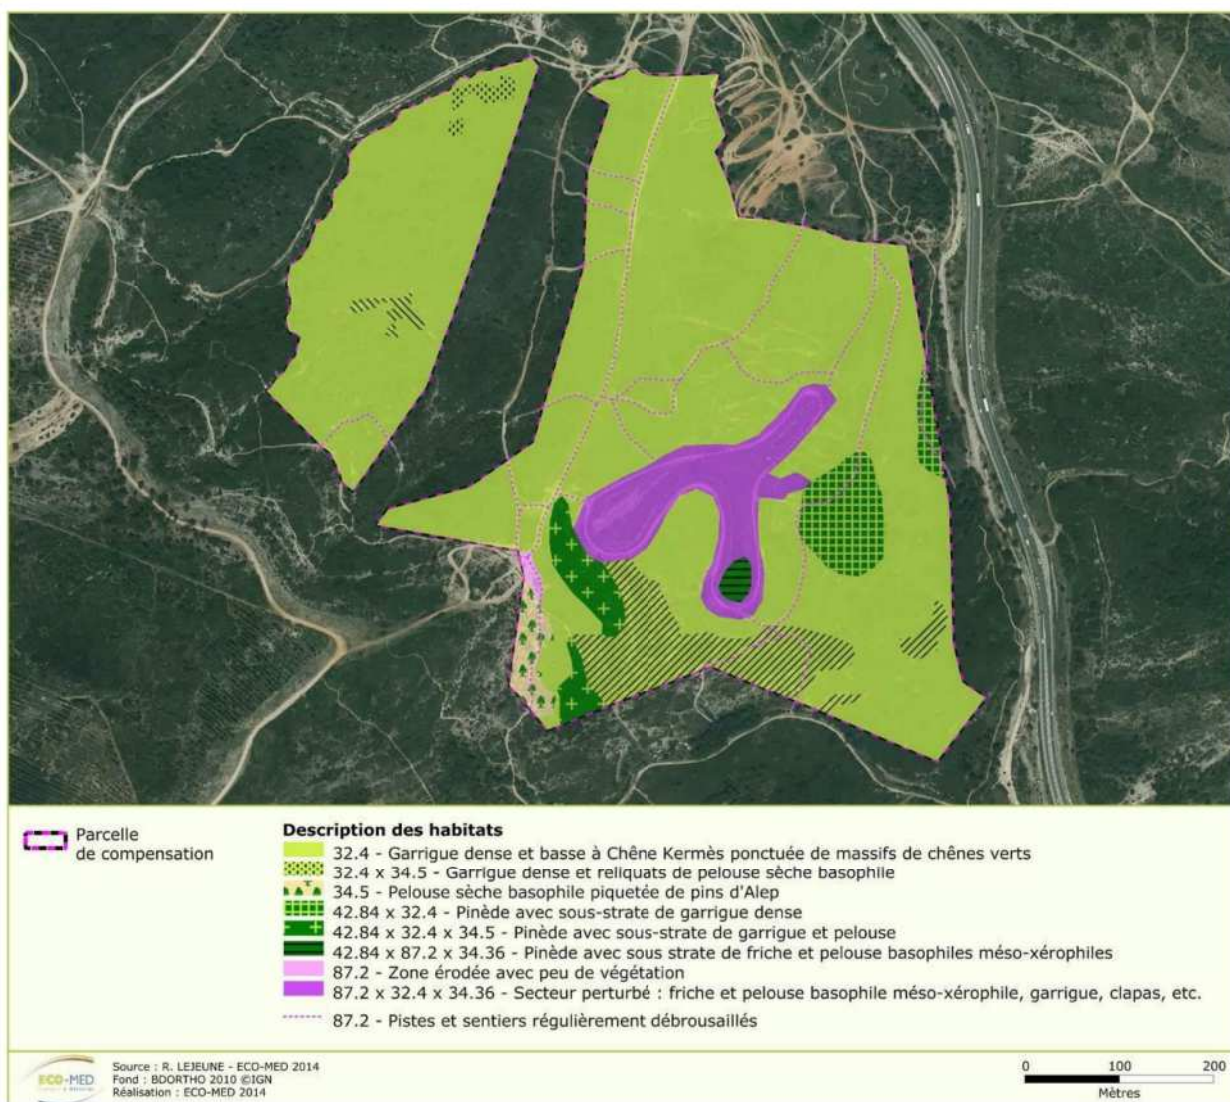 Parcelle
de compensation
Description des habitats
32.4 - Garrigue dense et basse à Chêne Kermès ponctuée de massifs de chênes verts
32.4 x 34.5 - Garrigue dense et reliquats de pelouse sèche basophile
34.5 - Pelouse sèche basophile piquetée de pins d'Alep
42.84 x 32.4 - Pinède avec sous-strate de garrigue dense
42.84 x 32.4 x 34.5 - Pinède avec sous-strate de garrigue et pelouse
42.84 x 87.2 x 34.36 - Pinède avec sous strate de friche et pelouse basophiles méso-xérophiles
87.2 - Zone érodée avec peu de végétation
87.2 x 32.4 x 34.36 - Secteur perturbé : friche et pelouse basophile méso-xérophile, garrigue, clapas, etc.
87.2 - Pistes et sentiers régulièrement débrousaillés
ECO-MED
Source : R. LEJEUNE - ECO-MED 2014
Fond : BDORTHO 2010 ©IGN
Réalisation : ECO-MED 2014
0 100 200
Mètres